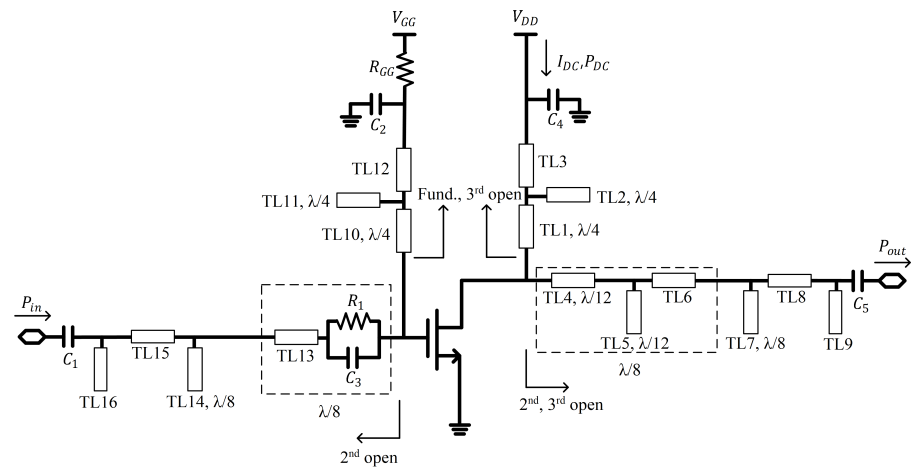 V_GG
V_DD
R_GG
I_DC, P_DC
C_2
C_4
TL12
TL3
TL11, λ/4
Fund., 3rd open
TL2, λ/4
TL10, λ/4
TL1, λ/4
P_out
P_in
R_1
TL4, λ/12
TL6
TL8
C_5
C_1
TL15
TL13
C_3
TL5, λ/12
TL7, λ/8
TL9
TL16
TL14, λ/8
λ/8
λ/8
2nd, 3rd open
2nd open